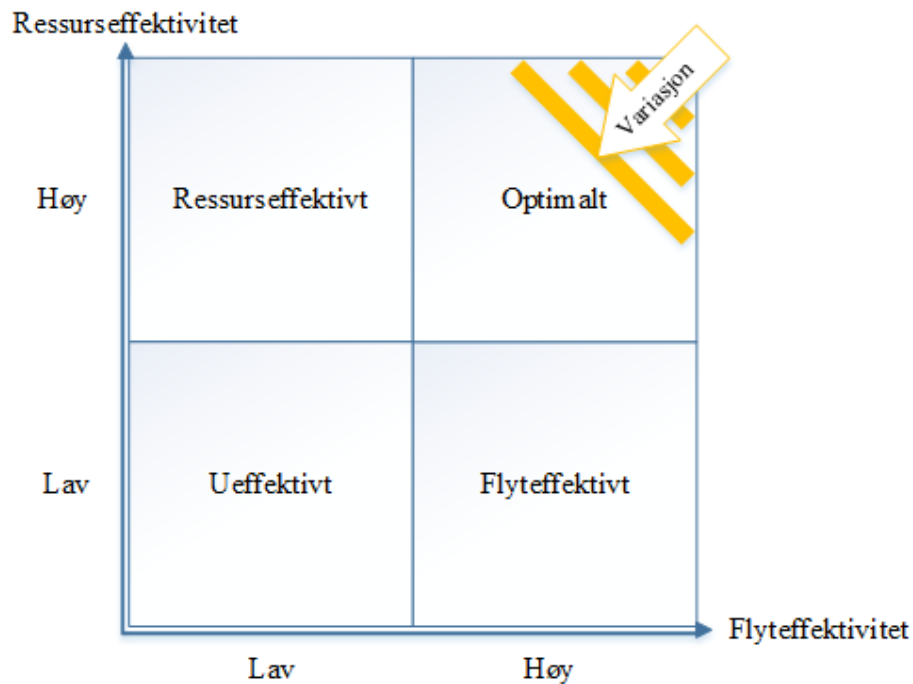 Ressurseffektivitet
Variasjon
Høy
Ressurseffektivt
Optimalt
Lav
Ueffektivt
Flyteffektivt
Flyteffektivitet
Lav
Høy